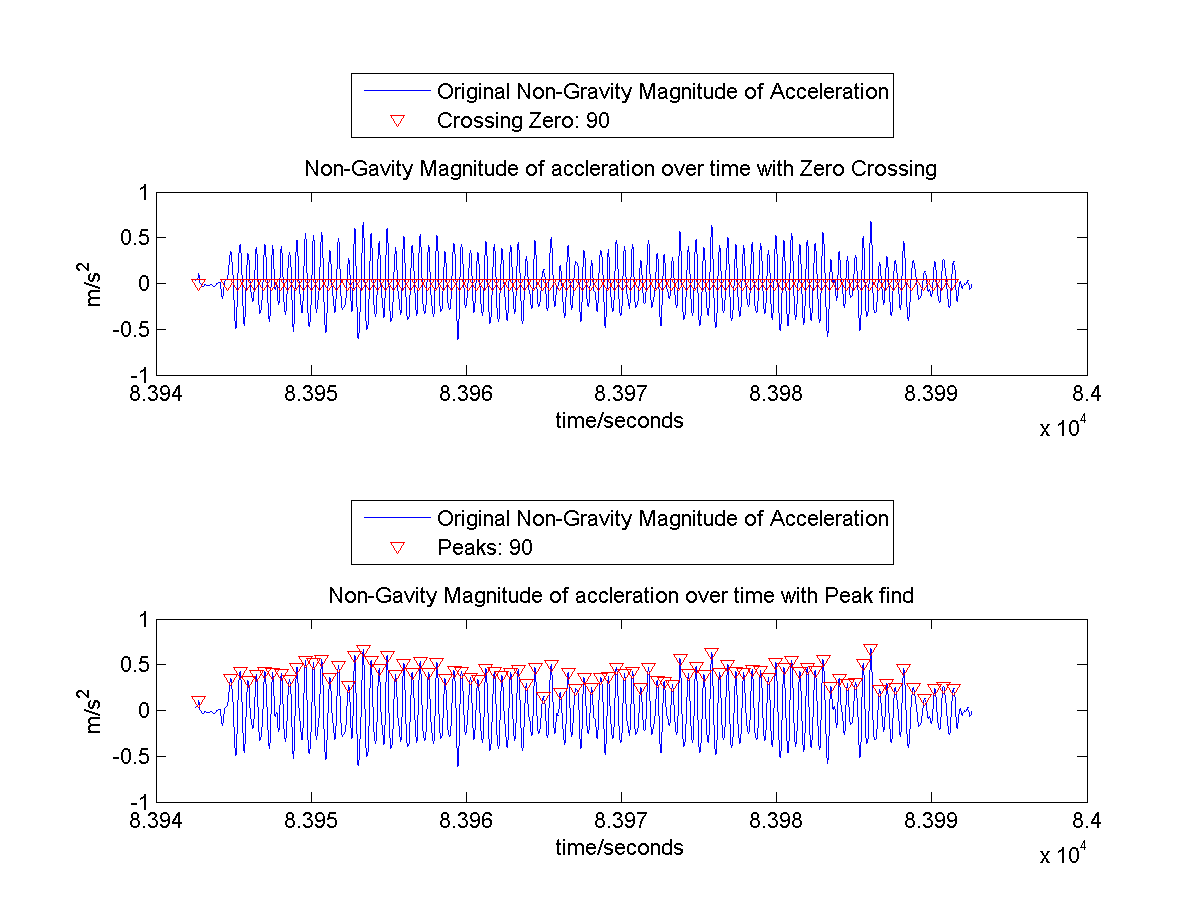 Original Non-Gravity Magnitude of Acceleration
Crossing Zero: 90
Non-Gavity Magnitude of accleration over time with Zero Crossing
1
0.5
0
-0.5
-1
m/s²
8.394 8.395 8.396 8.397 8.398 8.399 8.4
time/seconds
x 10⁴
Original Non-Gravity Magnitude of Acceleration
Peaks: 90
Non-Gavity Magnitude of accleration over time with Peak find
1
0.5
0
-0.5
-1
m/s²
8.394 8.395 8.396 8.397 8.398 8.399 8.4
time/seconds
x 10⁴